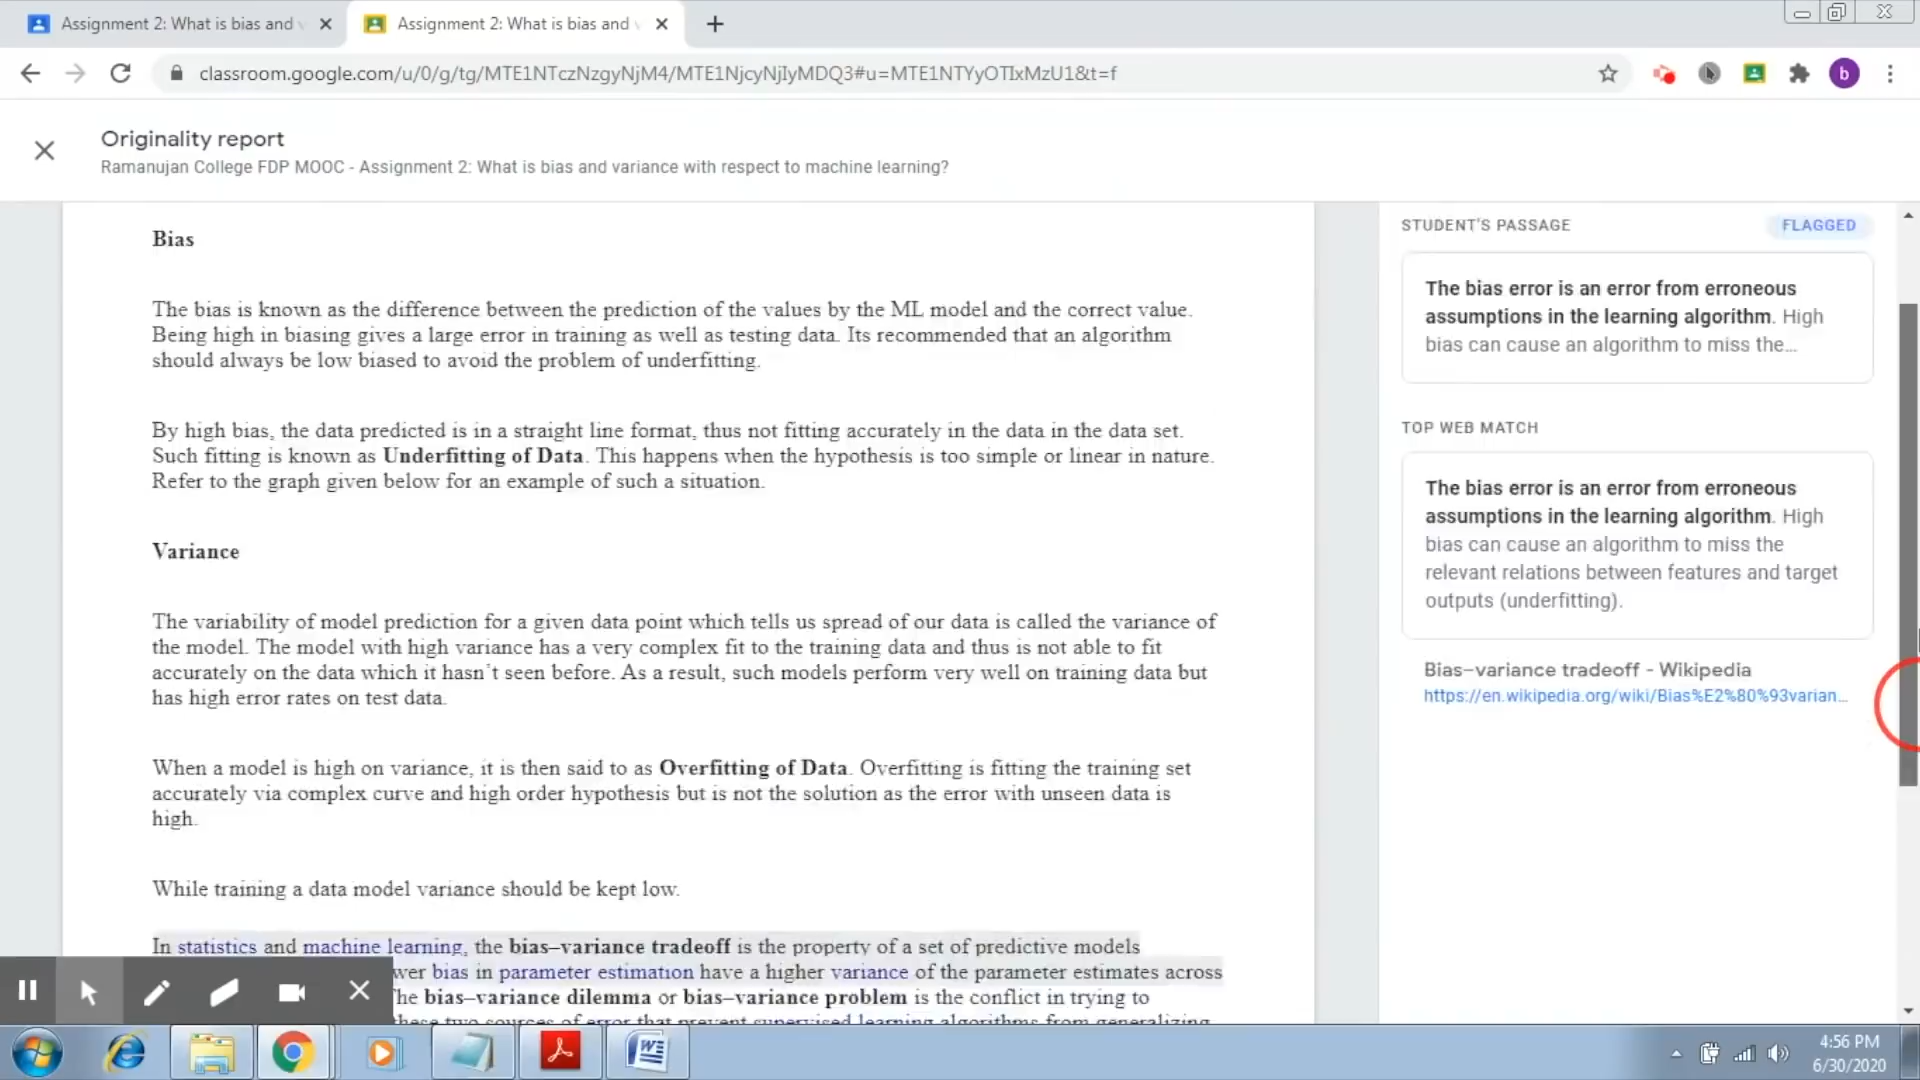 Assignment 2: What is bias and
Assignment 2: What is bias and
classroom.google.com/u/0/g/tg/MTE1NTczNzgyNjM4/MTE1NjcyNjIyMDQ3#u=MTE1NTYyOTIxMzU1&t=f
b
Originality report
Ramanujan College FDP MOOC - Assignment 2: What is bias and variance with respect to machine learning?
Bias
The bias is known as the difference between the prediction of the values by the ML model and the correct value.
Being high in biasing gives a large error in training as well as testing data. Its recommended that an algorithm
should always be low biased to avoid the problem of underfitting.
By high bias, the data predicted is in a straight line format, thus not fitting accurately in the data in the data set.
Such fitting is known as Underfitting of Data. This happens when the hypothesis is too simple or linear in nature.
Refer to the graph given below for an example of such a situation.
Variance
The variability of model prediction for a given data point which tells us spread of our data is called the variance of
the model. The model with high variance has a very complex fit to the training data and thus is not able to fit
accurately on the data which it hasn't seen before. As a result, such models perform very well on training data but
has high error rates on test data.
When a model is high on variance, it is then said to as Overfitting of Data. Overfitting is fitting the training set
accurately via complex curve and high order hypothesis but is not the solution as the error with unseen data is
high.
While training a data model variance should be kept low.
In statistics and machine learning, the bias–variance tradeoff is the property of a set of predictive models
wer bias in parameter estimation have a higher variance of the parameter estimates across
The bias–variance dilemma or bias–variance problem is the conflict in trying to
these two sources of error that prevent supervised learning algorithms from generalizing
STUDENT'S PASSAGE FLAGGED
The bias error is an error from erroneous
assumptions in the learning algorithm. High
bias can cause an algorithm to miss the...
TOP WEB MATCH
The bias error is an error from erroneous
assumptions in the learning algorithm. High
bias can cause an algorithm to miss the
relevant relations between features and target
outputs (underfitting).
Bias–variance tradeoff - Wikipedia
https://en.wikipedia.org/wiki/Bias%E2%80%93varian...
4:56 PM
6/30/2020